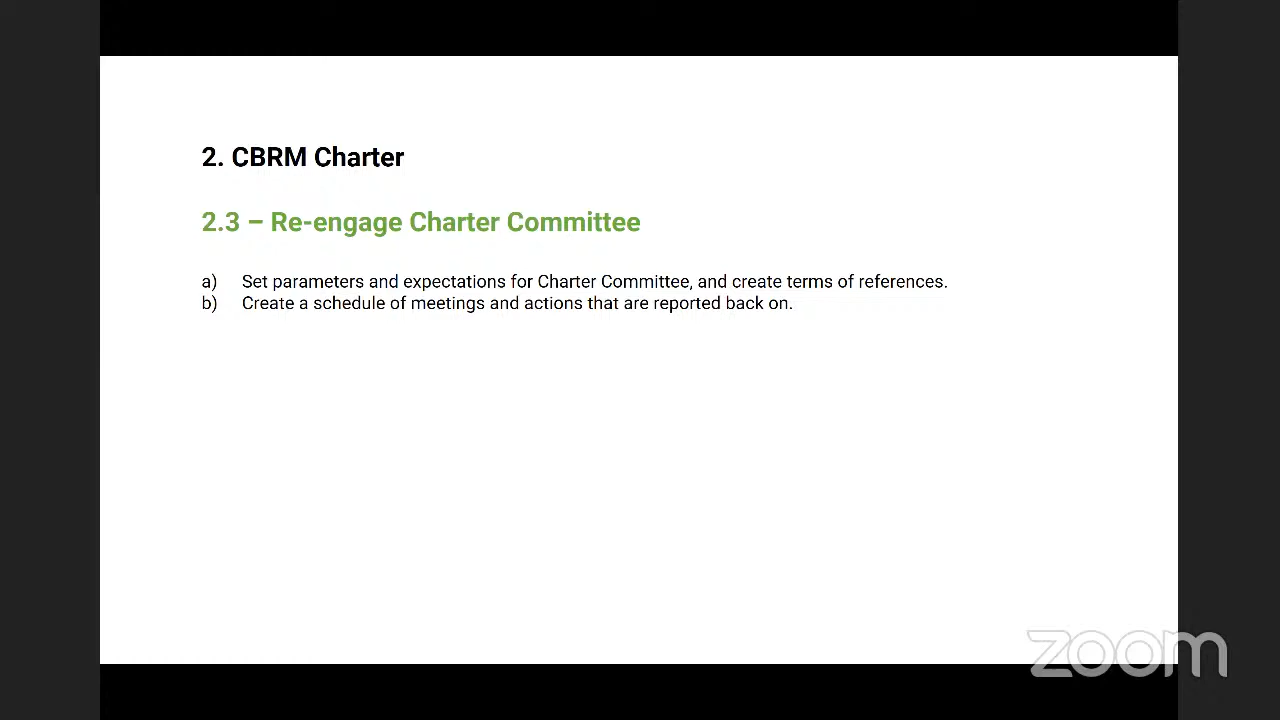 2. CBRM Charter
2.3 – Re-engage Charter Committee
a) Set parameters and expectations for Charter Committee, and create terms of references.
b) Create a schedule of meetings and actions that are reported back on.
zoom